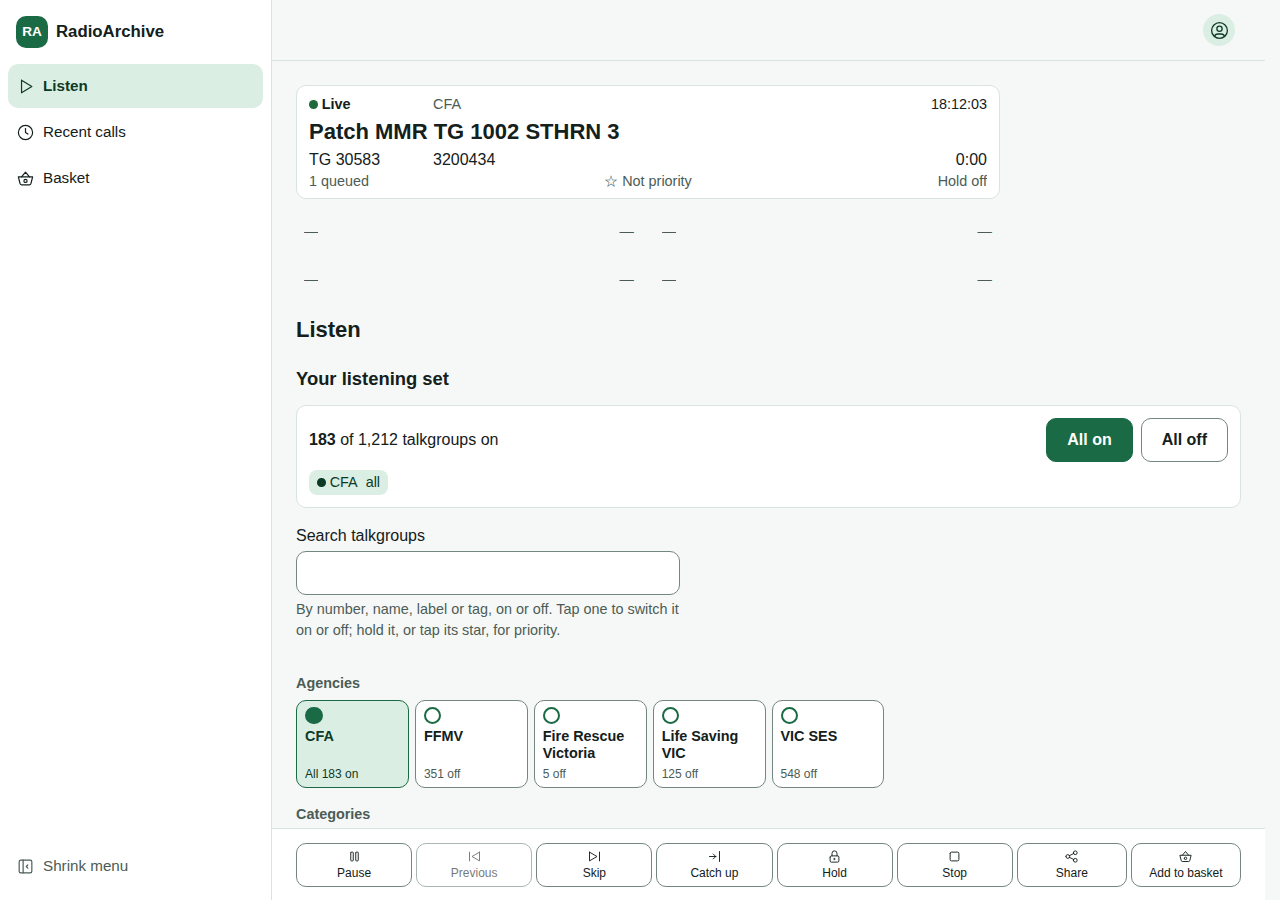 RA RadioArchive
Listen
Recent calls
Basket
Shrink menu
Live CFA 18:12:03
Patch MMR TG 1002 STHRN 3
TG 30583 3200434 0:00
1 queued ☆ Not priority Hold off
— — — —
— — — —
Listen
Your listening set
183 of 1,212 talkgroups on All on All off
CFA all
Search talkgroups
By number, name, label or tag, on or off. Tap one to switch it
on or off; hold it, or tap its star, for priority.
Agencies
CFA
All 183 on
FFMV
351 off
Fire Rescue
Victoria
5 off
Life Saving
VIC
125 off
VIC SES
548 off
Categories
Pause Previous Skip Catch up Hold Stop Share Add to basket